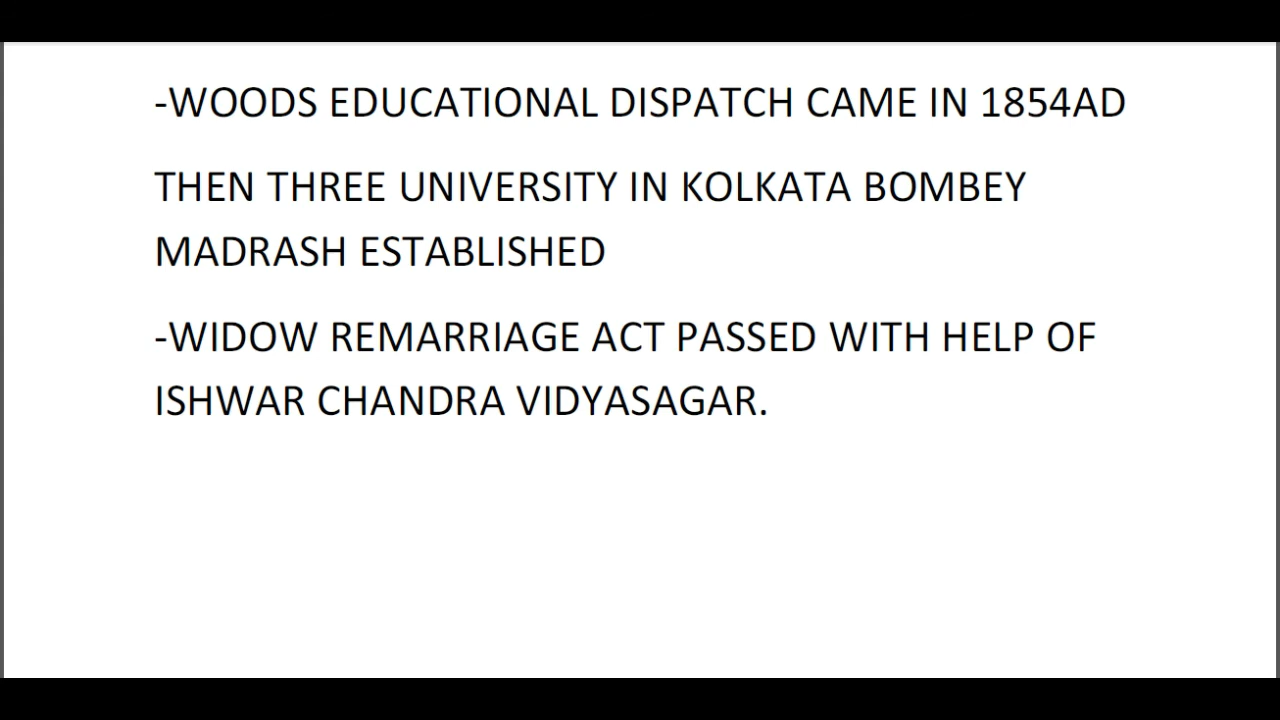 -WOODS EDUCATIONAL DISPATCH CAME IN 1854AD
THEN THREE UNIVERSITY IN KOLKATA BOMBEY
MADRASH ESTABLISHED
-WIDOW REMARRIAGE ACT PASSED WITH HELP OF
ISHWAR CHANDRA VIDYASAGAR.